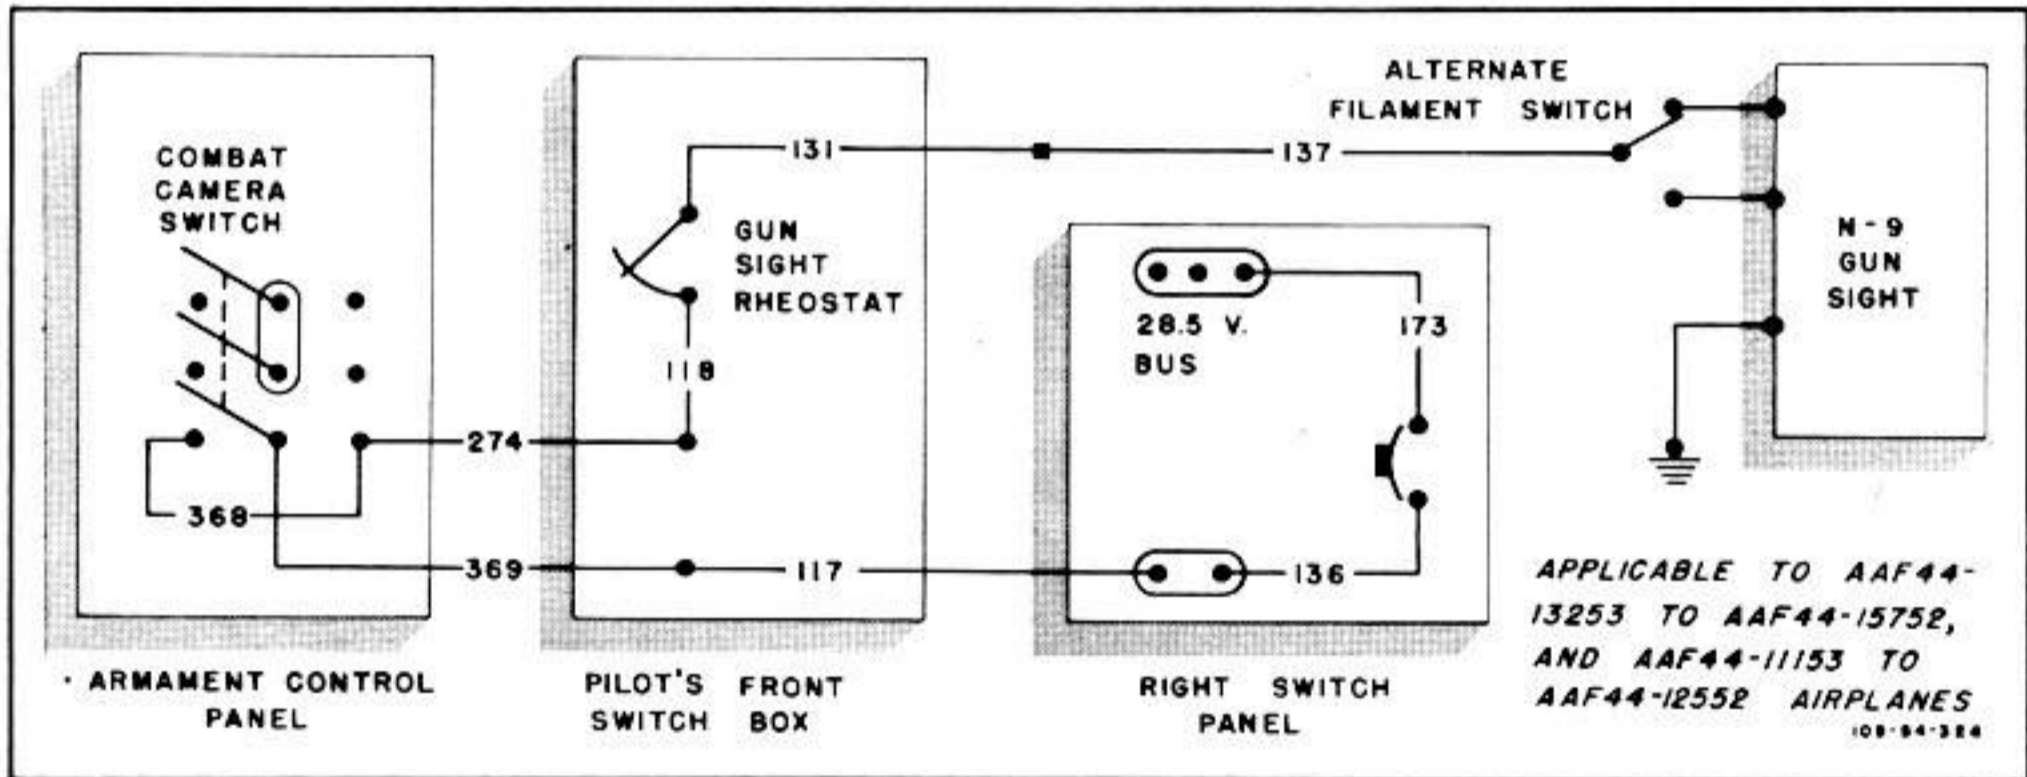 COMBAT
CAMERA
SWITCH
368
274
369
ARMAMENT CONTROL
PANEL
131
GUN
SIGHT
RHEOSTAT
118
117
PILOT'S FRONT
SWITCH BOX
137
28.5 V.
BUS
173
136
RIGHT SWITCH
PANEL
ALTERNATE
FILAMENT SWITCH
N-9
GUN
SIGHT
APPLICABLE TO AAF44-
13253 TO AAF44-15752,
AND AAF44-11153 TO
AAF44-12552 AIRPLANES